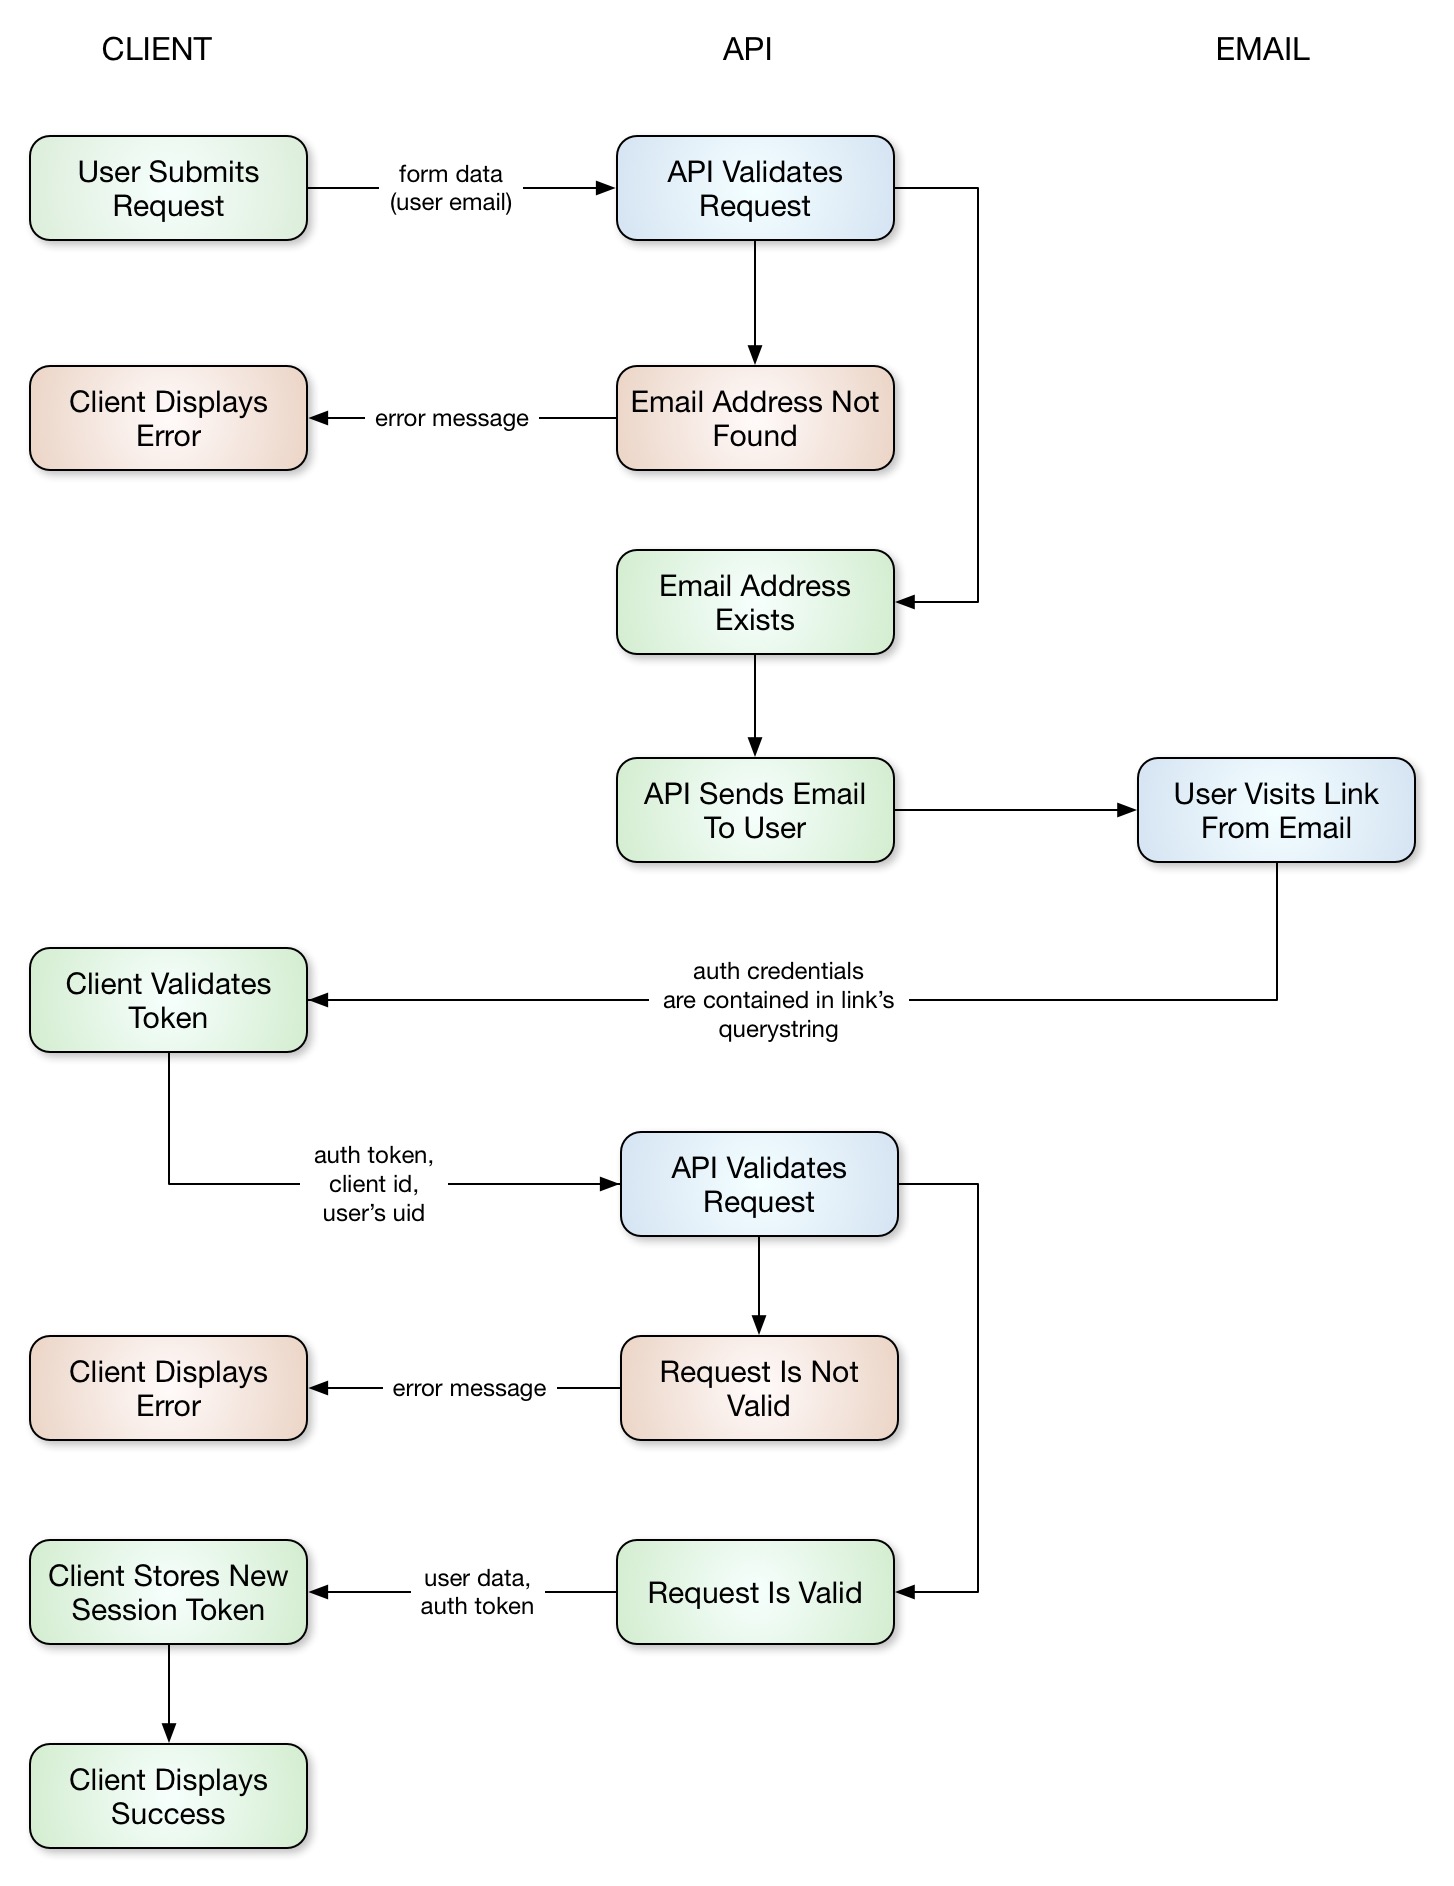 CLIENT
API
EMAIL
User Submits
Request
form data
(user email)
API Validates
Request
Client Displays
Error
error message
Email Address Not
Found
Email Address
Exists
API Sends Email
To User
User Visits Link
From Email
Client Validates
Token
auth credentials
are contained in link's
querystring
auth token,
client id,
user's uid
API Validates
Request
Client Displays
Error
error message
Request Is Not
Valid
Client Stores New
Session Token
user data,
auth token
Request Is Valid
Client Displays
Success